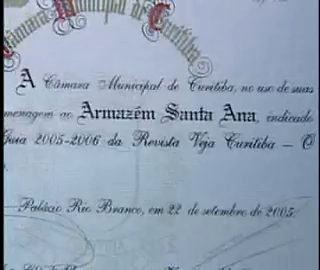 Câmara Municipal de Curitiba
A Câmara Municipal de Curitiba, no uso de suas
menagem ao Armazém Santa Ana, indicado
Guia 2005-2006 da Revista Veja Curitiba – O
Palácio Rio Branco, em 22 de setembro de 2005.